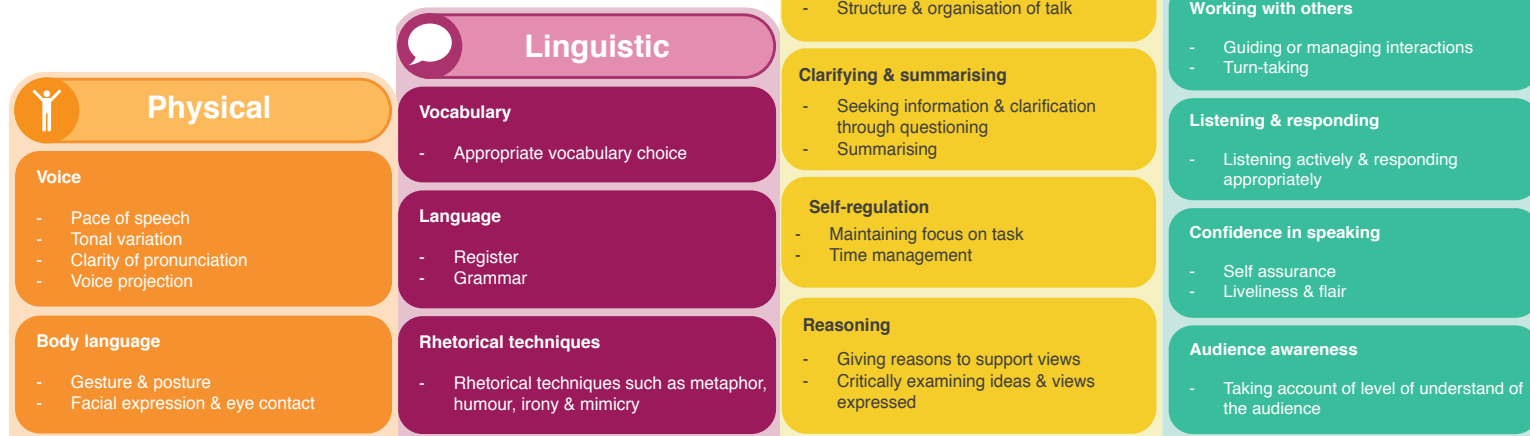 Physical
Voice
- Pace of speech
- Tonal variation
- Clarity of pronunciation
- Voice projection
Body language
- Gesture & posture
- Facial expression & eye contact
Linguistic
Vocabulary
- Appropriate vocabulary choice
Language
- Register
- Grammar
Rhetorical techniques
- Rhetorical techniques such as metaphor,
humour, irony & mimicry
- Structure & organisation of talk
Clarifying & summarising
- Seeking information & clarification
through questioning
- Summarising
Self-regulation
- Maintaining focus on task
- Time management
Reasoning
- Giving reasons to support views
- Critically examining ideas & views
expressed
Working with others
- Guiding or managing interactions
- Turn-taking
Listening & responding
- Listening actively & responding
appropriately
Confidence in speaking
- Self assurance
- Liveliness & flair
Audience awareness
- Taking account of level of understand of
the audience